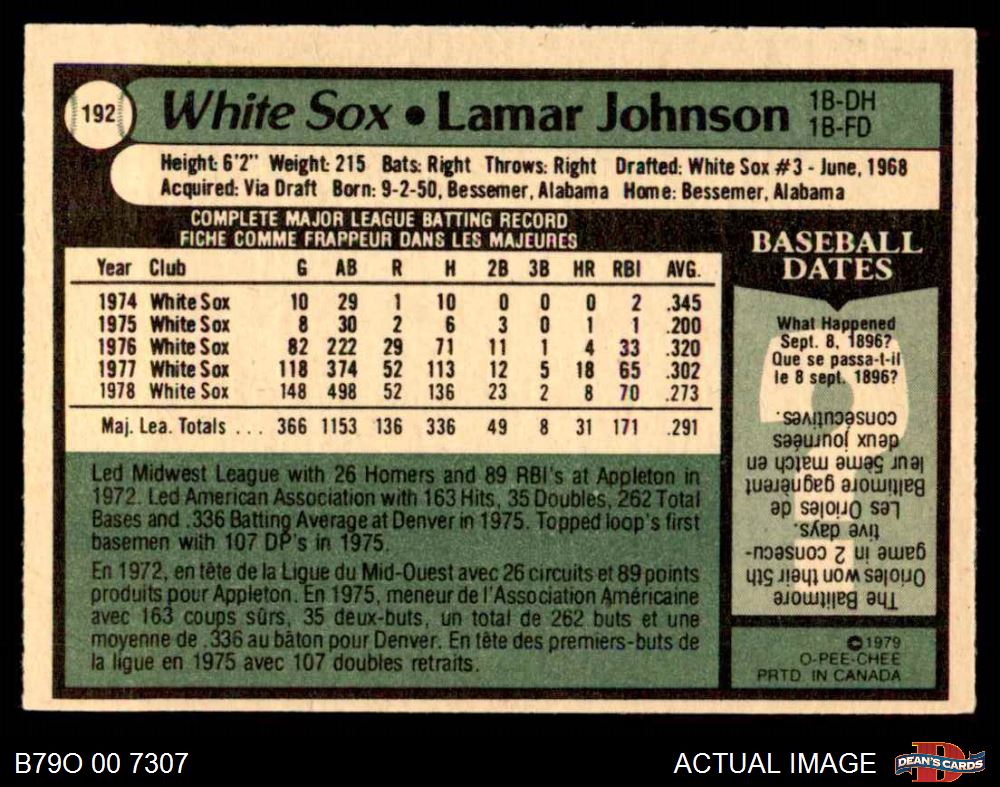 192
White Sox • Lamar Johnson
1B-DH
1B-FD
Height: 6'2" Weight: 215 Bats: Right Throws: Right Drafted: White Sox #3 - June, 1968
Acquired: Via Draft Born: 9-2-50, Bessemer, Alabama Home: Bessemer, Alabama
COMPLETE MAJOR LEAGUE BATTING RECORD
FICHE COMME FRAPPEUR DANS LES MAJEURES
Year Club G AB R H 2B 3B HR RBI AVG.
1974 White Sox 10 29 1 10 0 0 0 2 .345
1975 White Sox 8 30 2 6 3 0 1 1 .200
1976 White Sox 82 222 29 71 11 1 4 33 .320
1977 White Sox 118 374 52 113 12 5 18 65 .302
1978 White Sox 148 498 52 136 23 2 8 70 .273
Maj. Lea. Totals . . . 366 1153 136 336 49 8 31 171 .291
Led Midwest League with 26 Homers and 89 RBI's at Appleton in
1972. Led American Association with 163 Hits, 35 Doubles, 262 Total
Bases and .336 Batting Average at Denver in 1975. Topped loop's first
basemen with 107 DP's in 1975.
En 1972, en tête de la Ligue du Mid-Ouest avec 26 circuits et 89 points
produits pour Appleton. En 1975, meneur de l'Association Américaine
avec 163 coups sûrs, 35 deux-buts, un total de 262 buts et une
moyenne de .336 au bâton pour Denver. En tête des premiers-buts de
la ligue en 1975 avec 107 doubles retraits.
BASEBALL
DATES
What Happened
Sept. 8, 1896?
Que se passa-t-il
le 8 sept. 1896?
The Baltimore
Orioles won their 5th
game in 2 consecu-
tive days.
Les Orioles de
Baltimore gagnèrent
leur 5ème match en
deux journées
consécutives.
©1979
O-PEE-CHEE
PRTD. IN CANADA
B79O 00 7307
ACTUAL IMAGE
DEAN'S CARDS